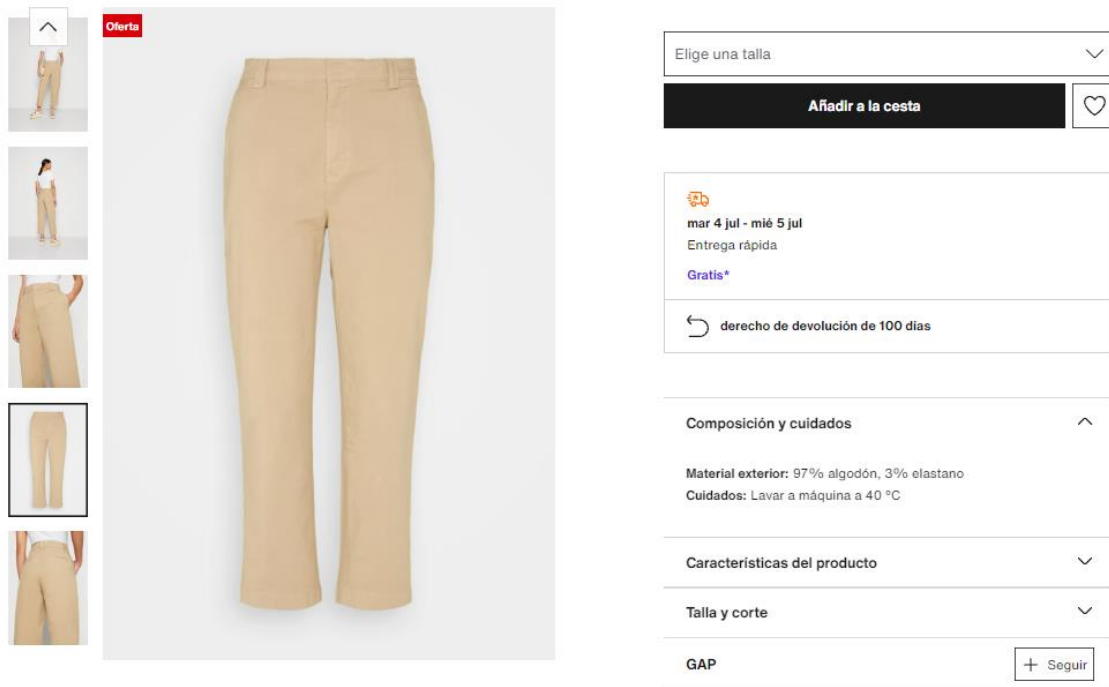 Oferta
Elige una talla
Añadir a la cesta
mar 4 jul - mié 5 jul
Entrega rápida
Gratis*
derecho de devolución de 100 días
Composición y cuidados
Material exterior: 97% algodón, 3% elastano
Cuidados: Lavar a máquina a 40 °C
Características del producto
Talla y corte
GAP
+ Seguir